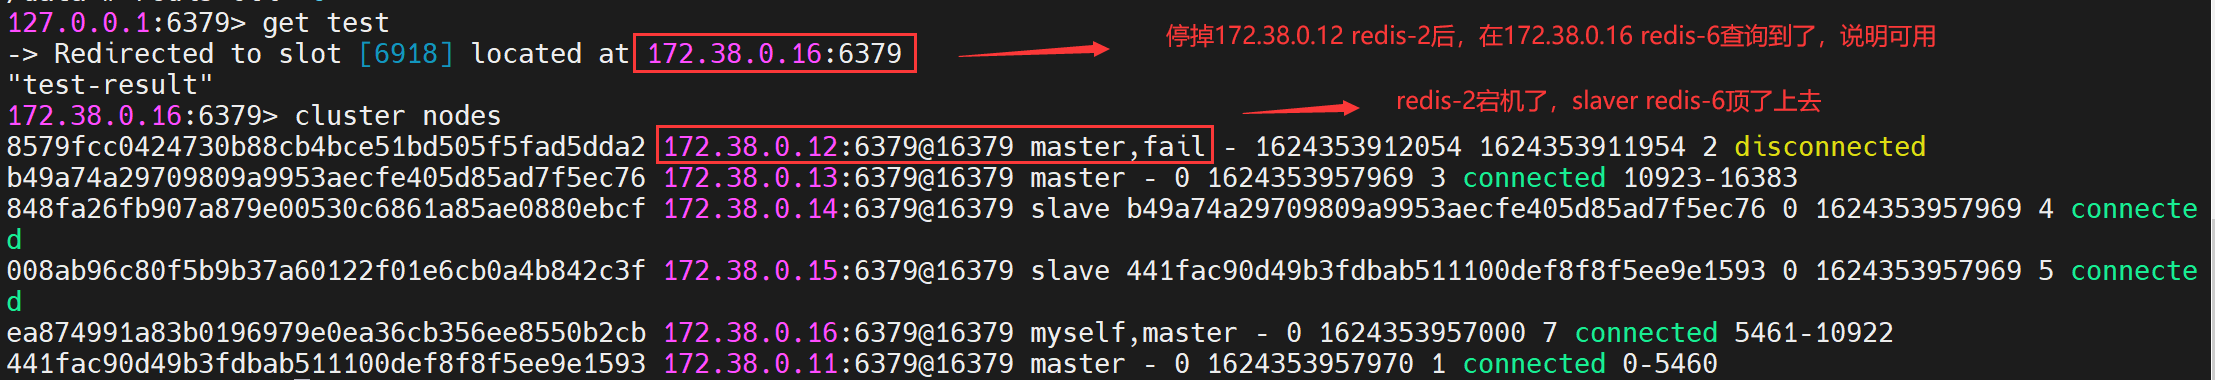 127.0.0.1:6379> get test
停掉172.38.0.12 redis-2后，在172.38.0.16 redis-6查询到了，说明可用
-> Redirected to slot [6918] located at 172.38.0.16:6379
"test-result"
redis-2宕机了，slaver redis-6顶了上去
172.38.0.16:6379> cluster nodes
8579fcc0424730b88cb4bce51bd505f5fad5dda2 172.38.0.12:6379@16379 master,fail - 1624353912054 1624353911954 2 disconnected
b49a74a29709809a9953aecfe405d85ad7f5ec76 172.38.0.13:6379@16379 master - 0 1624353957969 3 connected 10923-16383
848fa26fb907a879e00530c6861a85ae0880ebcf 172.38.0.14:6379@16379 slave b49a74a29709809a9953aecfe405d85ad7f5ec76 0 1624353957969 4 connecte
d
008ab96c80f5b9b37a60122f01e6cb0a4b842c3f 172.38.0.15:6379@16379 slave 441fac90d49b3fdbab511100def8f8f5ee9e1593 0 1624353957969 5 connecte
d
ea874991a83b0196979e0ea36cb356ee8550b2cb 172.38.0.16:6379@16379 myself,master - 0 1624353957000 7 connected 5461-10922
441fac90d49b3fdbab511100def8f8f5ee9e1593 172.38.0.11:6379@16379 master - 0 1624353957970 1 connected 0-5460